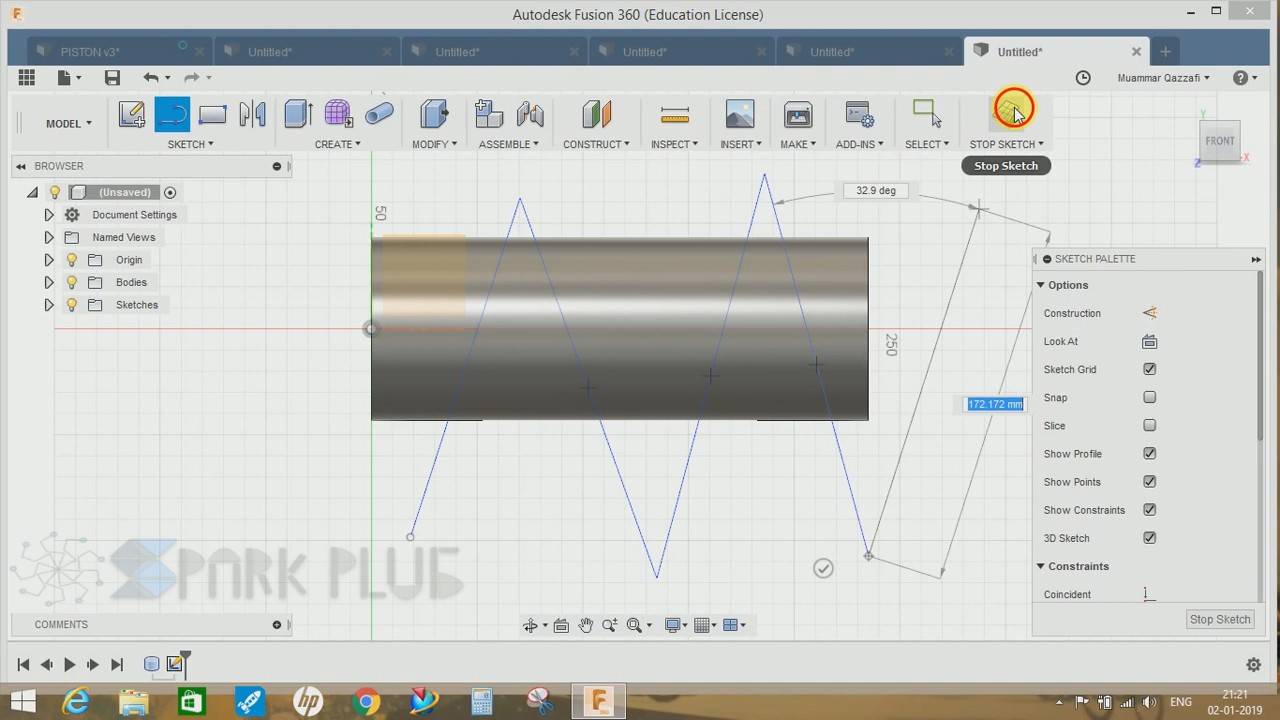 Autodesk Fusion 360 (Education License)
PISTON v3*
Untitled*
Untitled*
Untitled*
Untitled*
Untitled*
Muammar Qazzafi
MODEL
SKETCH
CREATE
MODIFY
ASSEMBLE
CONSTRUCT
INSPECT
INSERT
MAKE
ADD-INS
SELECT
STOP SKETCH
Stop Sketch
Y
FRONT
Z
X
BROWSER
(Unsaved)
Document Settings
Named Views
Origin
Bodies
Sketches
50
32.9 deg
250
172.172 mm
SKETCH PALETTE
Options
Construction
Look At
Sketch Grid
Snap
Slice
Show Profile
Show Points
Show Constraints
3D Sketch
Constraints
Coincident
Stop Sketch
SPARK PLUS
COMMENTS
hp
ENG
21:21
02-01-2019